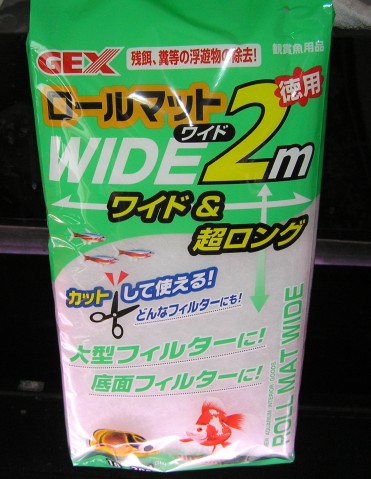 GEX
残餌、糞等の浮遊物の除去!
観賞魚用品
ロールマット
徳用
ワイド
WIDE 2m
ワイド &
超ロング
カットして使える!
どんなフィルターにも!
大型フィルターに!
底面フィルターに!
ROLL MAT WIDE